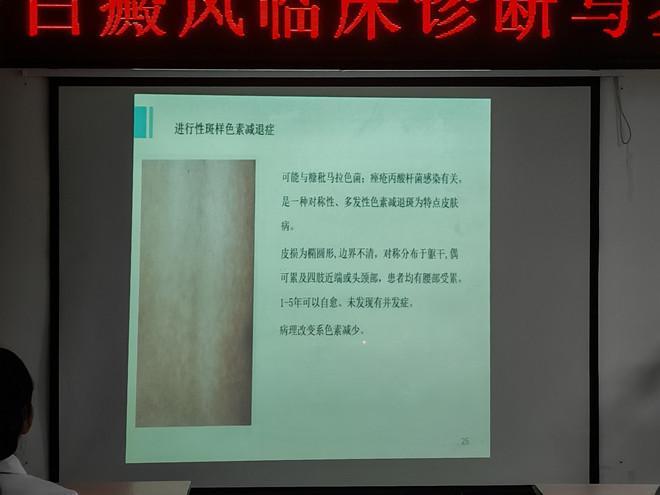 白癜风临床诊断与
进行性斑样色素减退症
可能与糠秕马拉色菌；痤疮丙酸杆菌感染有关。
是一种对称性、多发性色素减退斑为特点皮肤
病。
皮损为椭圆形,边界不清，对称分布于躯干,偶
可累及四肢近端或头颈部，患者均有腰部受累。
1-5年可以自愈。未发现有并发症。
病理改变系色素减少。
26